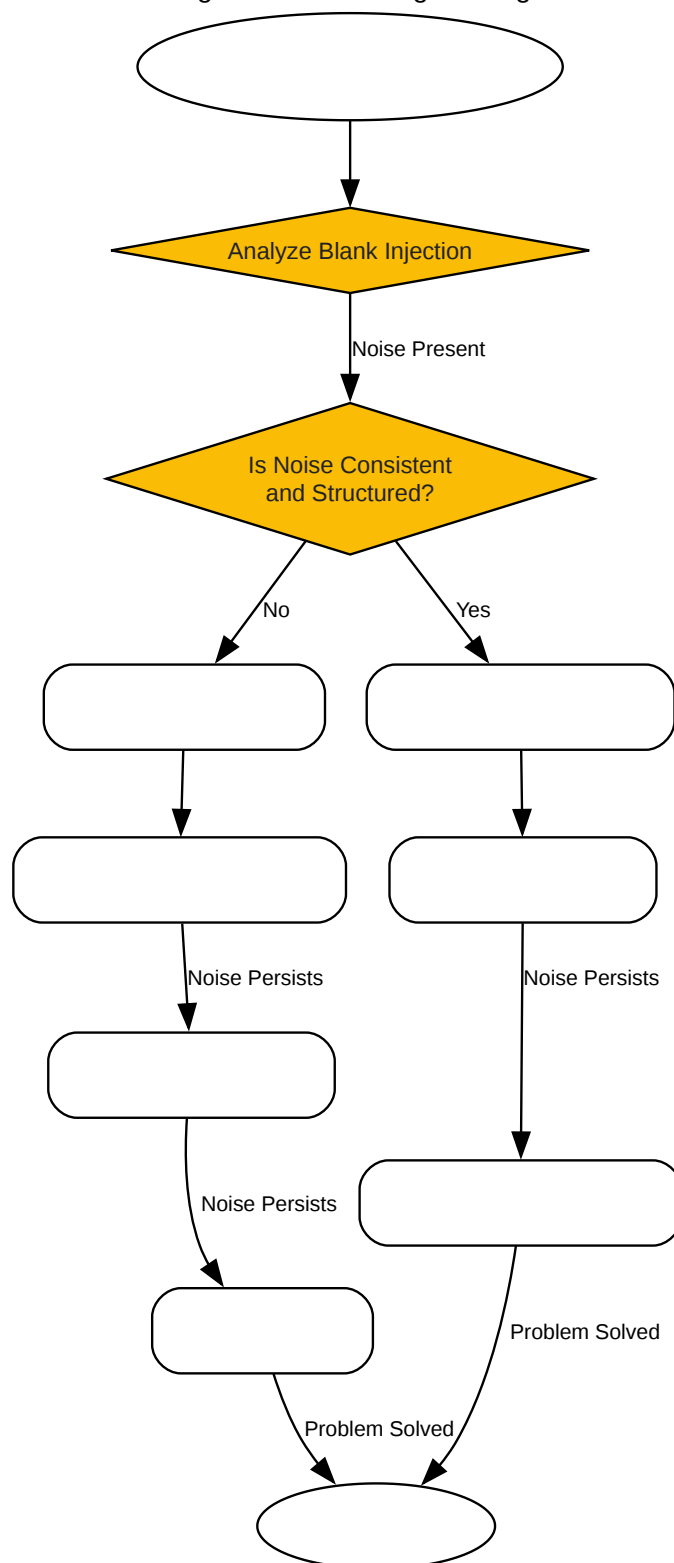 Analyze Blank Injection
Noise Present
Is Noise Consistent
and Structured?
No
Yes
Noise Persists
Noise Persists
Noise Persists
Problem Solved
Problem Solved